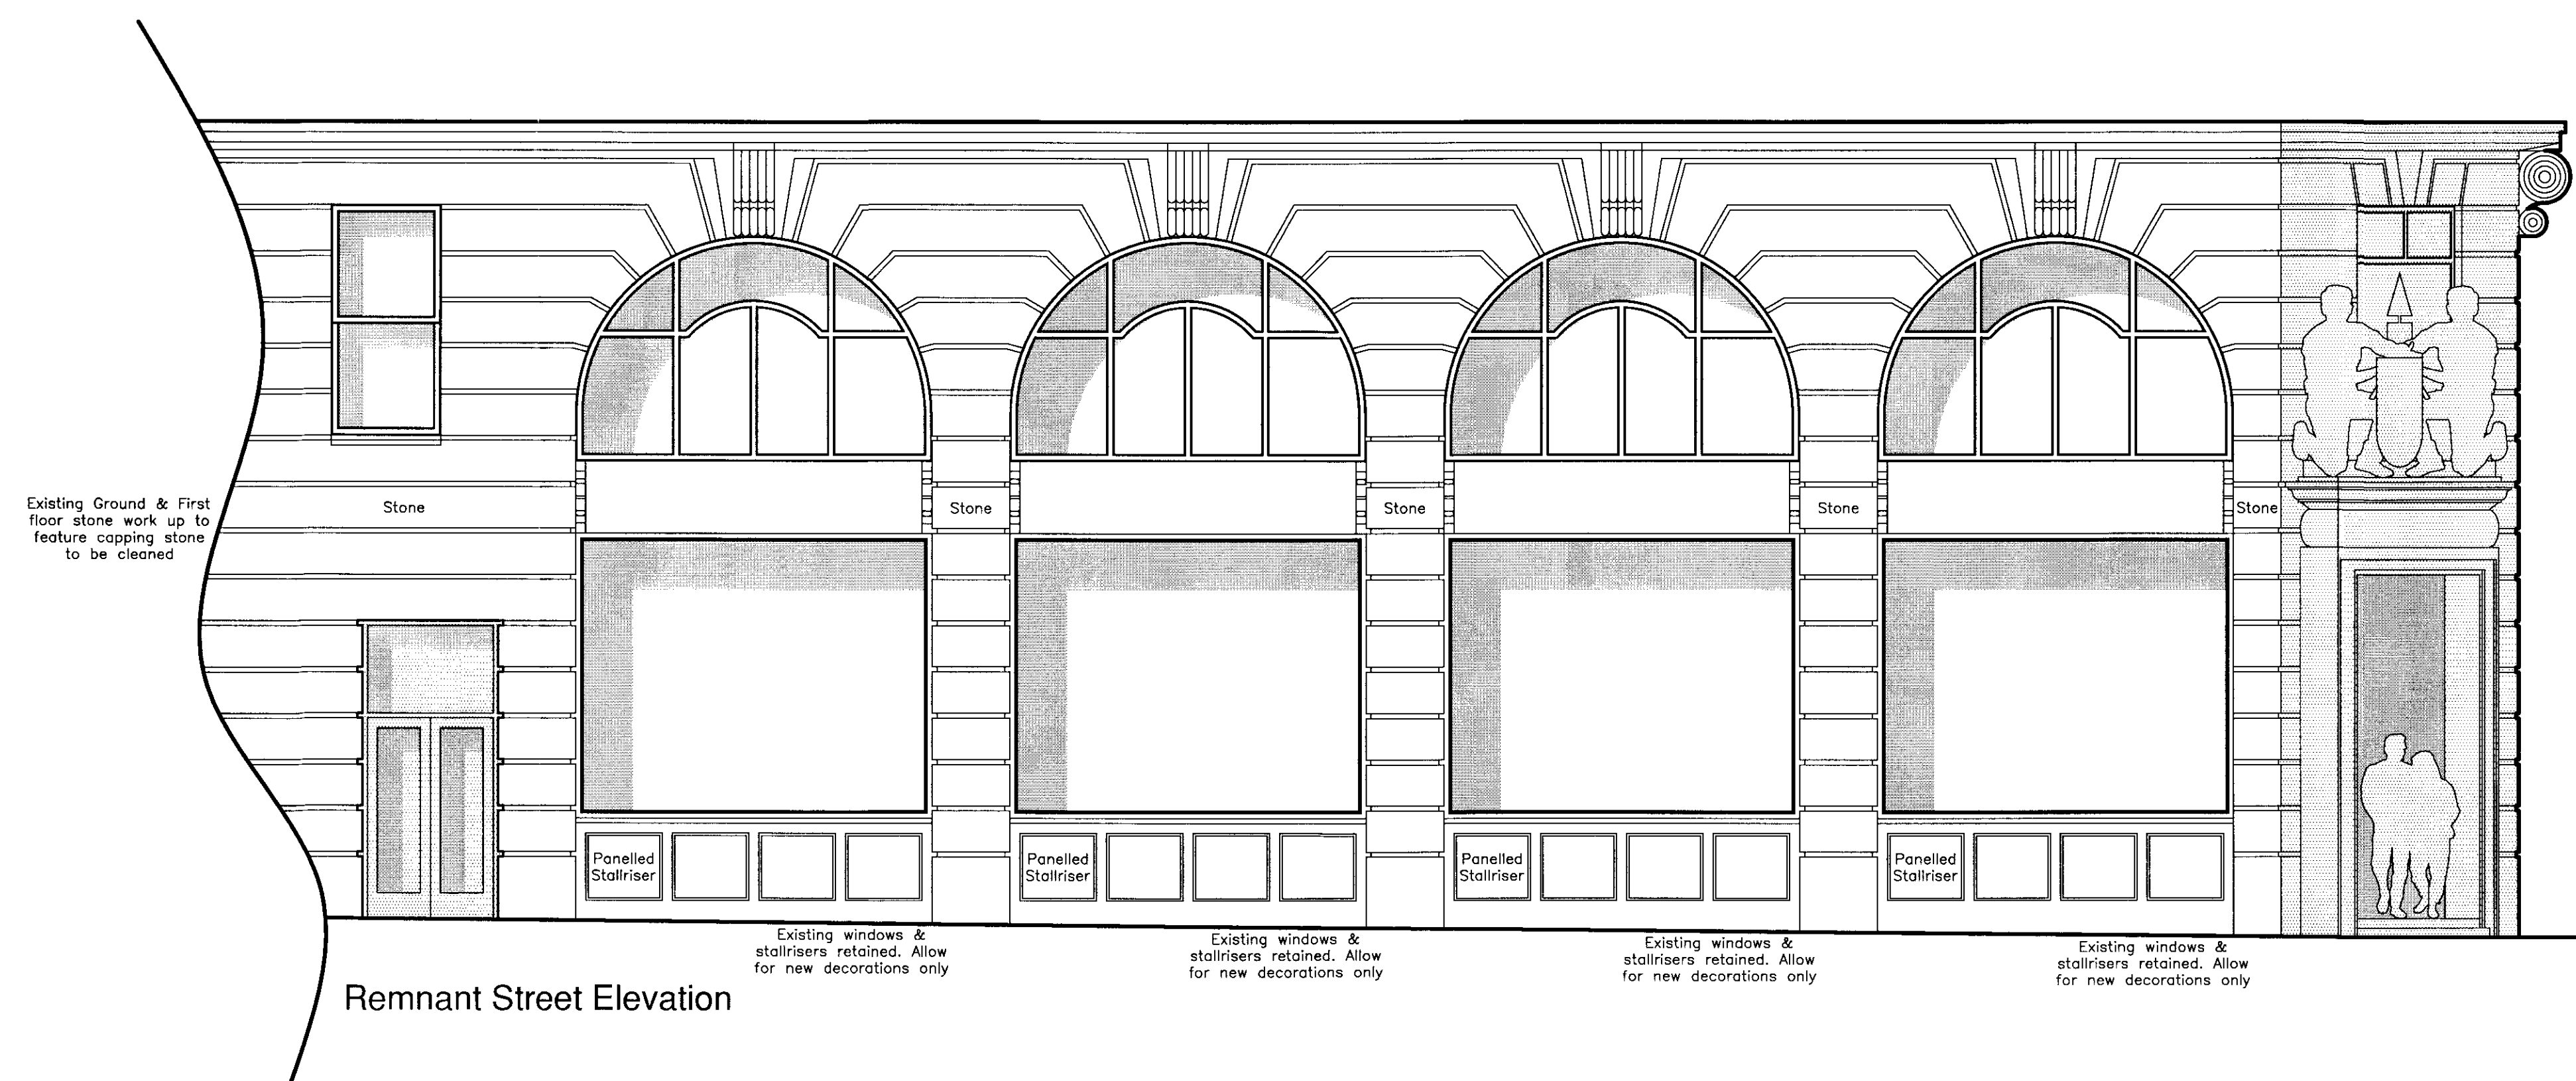 Existing Ground & First
floor stone work up to
feature capping stone
to be cleaned
Stone
Stone
Stone
Stone
Stone
Panelled
Stallriser
Panelled
Stallriser
Panelled
Stallriser
Panelled
Stallriser
Existing windows &
stallrisers retained. Allow
for new decorations only
Existing windows &
stallrisers retained. Allow
for new decorations only
Existing windows &
stallrisers retained. Allow
for new decorations only
Existing windows &
stallrisers retained. Allow
for new decorations only
Remnant Street Elevation